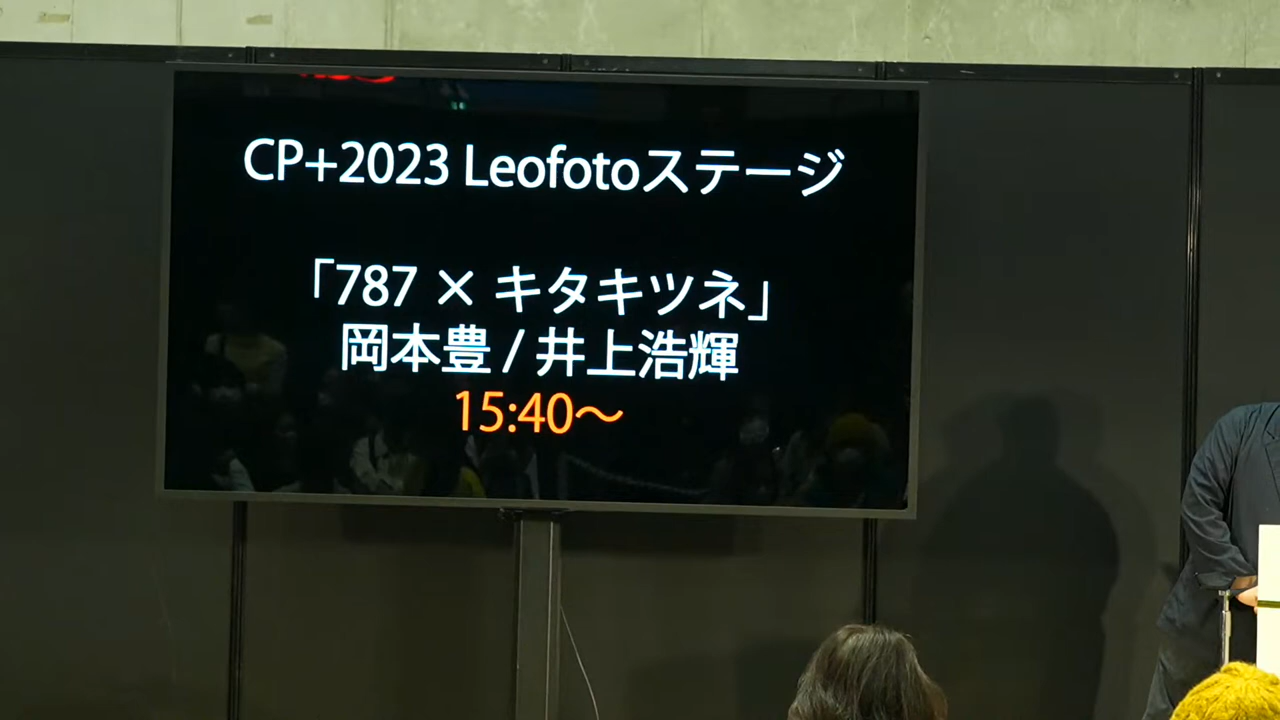 CP+2023 Leofotoステージ
「787 × キタキツネ」
岡本豊 / 井上浩輝
15:40～